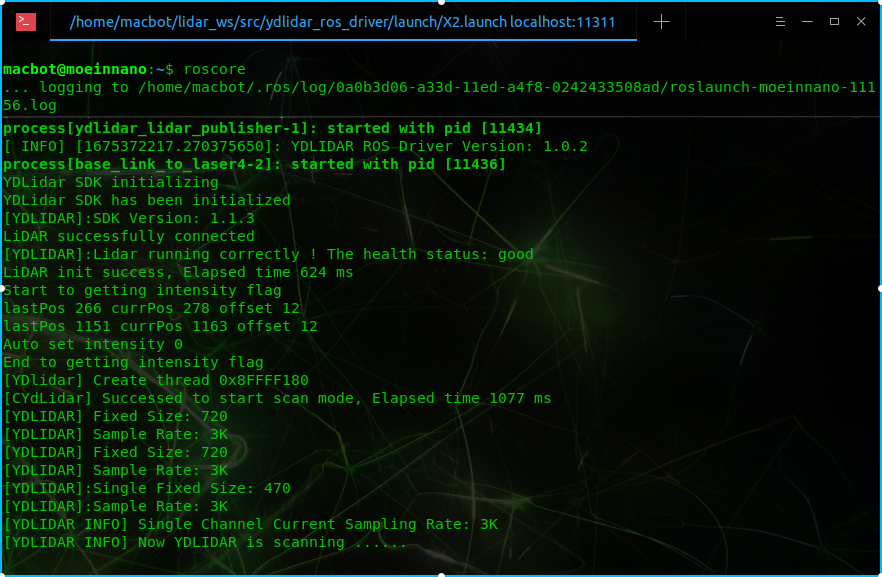 /home/macbot/lidar_ws/src/ydlidar_ros_driver/launch/X2.launch localhost:11311
macbot@moeinnano:~$ roscore
... logging to /home/macbot/.ros/log/0a0b3d06-a33d-11ed-a4f8-0242433508ad/roslaunch-moeinnano-111
56.log
process[ydlidar_lidar_publisher-1]: started with pid [11434]
[ INFO] [1675372217.270375650]: YDLIDAR ROS Driver Version: 1.0.2
process[base_link_to_laser4-2]: started with pid [11436]
YDLidar SDK initializing
YDLidar SDK has been initialized
[YDLIDAR]:SDK Version: 1.1.3
LiDAR successfully connected
[YDLIDAR]:Lidar running correctly ! The health status: good
LiDAR init success, Elapsed time 624 ms
Start to getting intensity flag
lastPos 266 currPos 278 offset 12
lastPos 1151 currPos 1163 offset 12
Auto set intensity 0
End to getting intensity flag
[YDlidar] Create thread 0x8FFFF180
[CYdLidar] Successed to start scan mode, Elapsed time 1077 ms
[YDLIDAR] Fixed Size: 720
[YDLIDAR] Sample Rate: 3K
[YDLIDAR] Fixed Size: 720
[YDLIDAR] Sample Rate: 3K
[YDLIDAR]:Single Fixed Size: 470
[YDLIDAR]:Sample Rate: 3K
[YDLIDAR INFO] Single Channel Current Sampling Rate: 3K
[YDLIDAR INFO] Now YDLIDAR is scanning ......